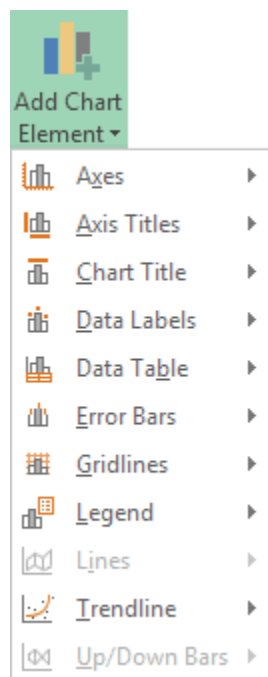 Add Chart
Element
Axes
Axis Titles
Chart Title
Data Labels
Data Table
Error Bars
Gridlines
Legend
Lines
Trendline
Up/Down Bars